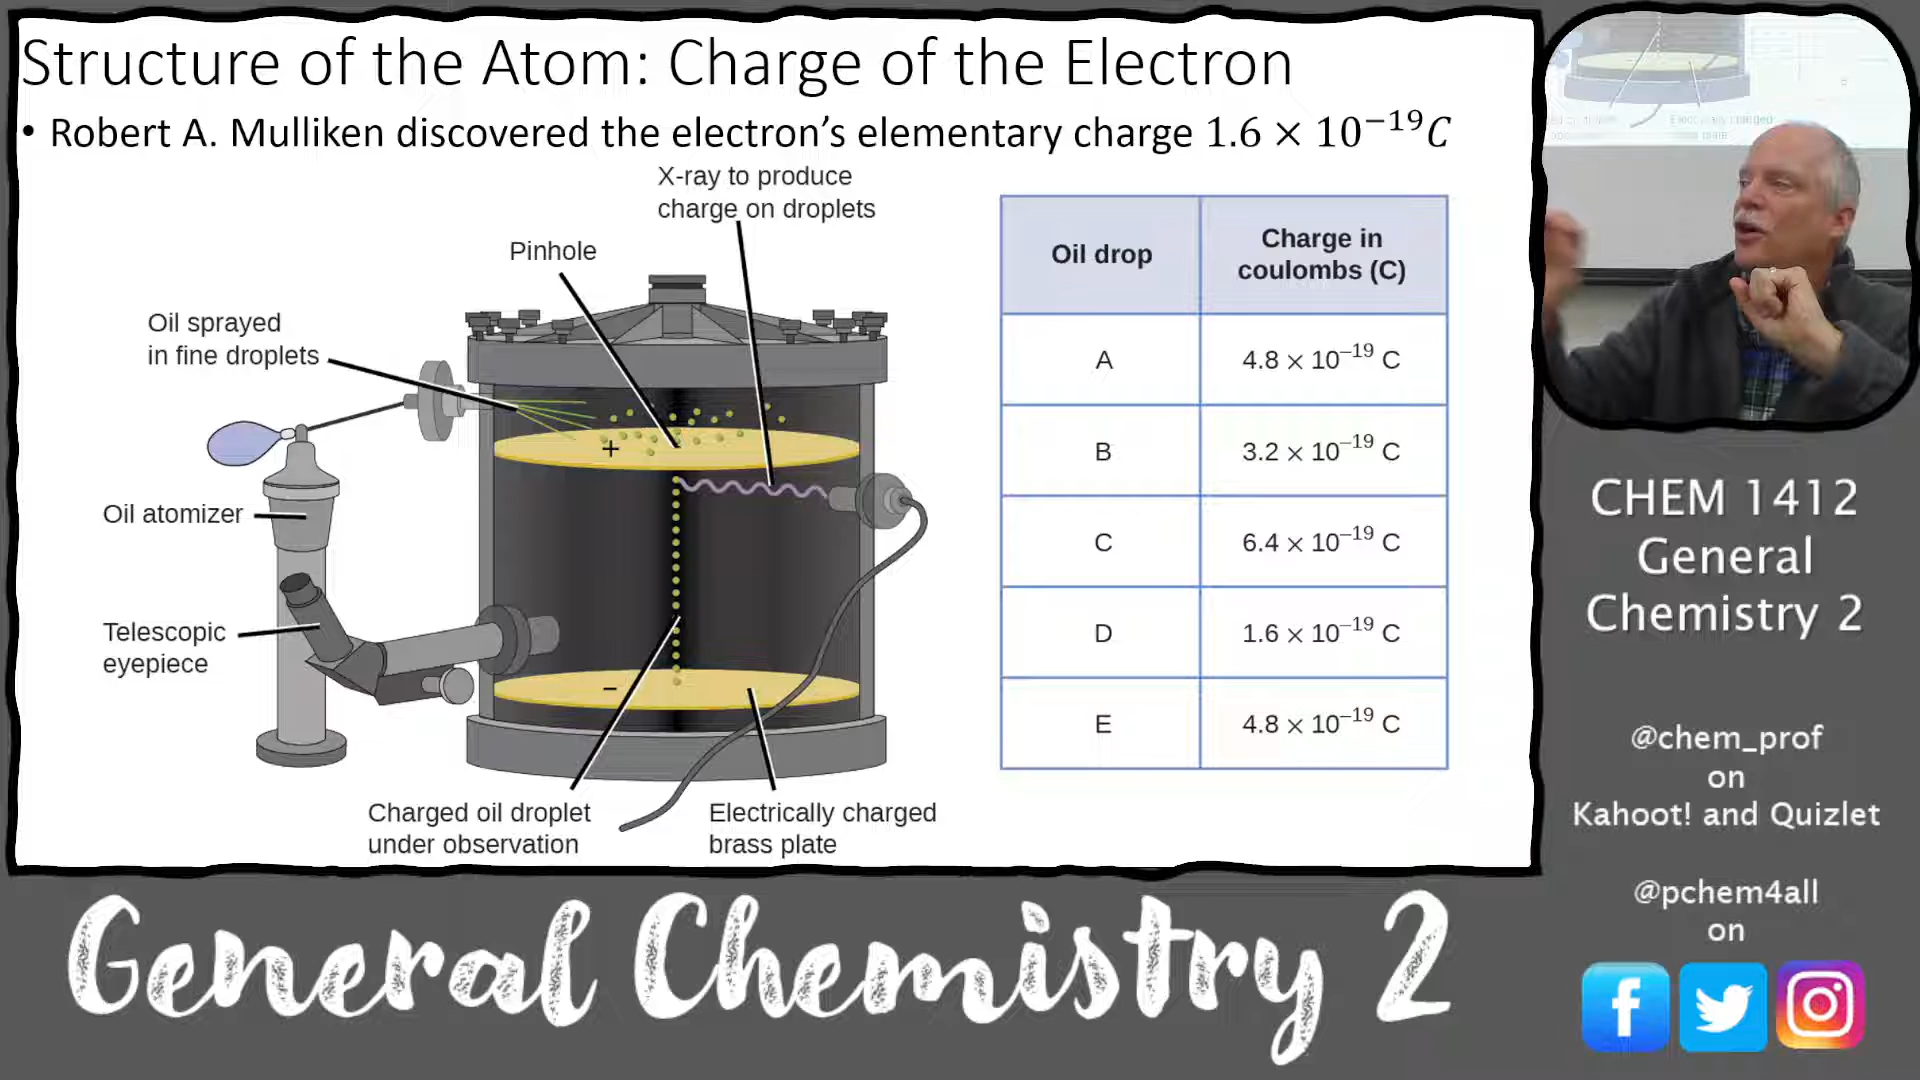 Structure of the Atom: Charge of the Electron
• Robert A. Mulliken discovered the electron’s elementary charge 1.6 × 10⁻¹⁹C
X-ray to produce
charge on droplets
Pinhole
Oil sprayed
in fine droplets
+
Oil atomizer
Telescopic
eyepiece
−
Charged oil droplet
under observation
Electrically charged
brass plate
Oil drop
Charge in
coulombs (C)
A 4.8 × 10⁻¹⁹ C
B 3.2 × 10⁻¹⁹ C
C 6.4 × 10⁻¹⁹ C
D 1.6 × 10⁻¹⁹ C
E 4.8 × 10⁻¹⁹ C
Electrically charged
plate
CHEM 1412
General
Chemistry 2
@chem_prof
on
Kahoot! and Quizlet
@pchem4all
on
General Chemistry 2